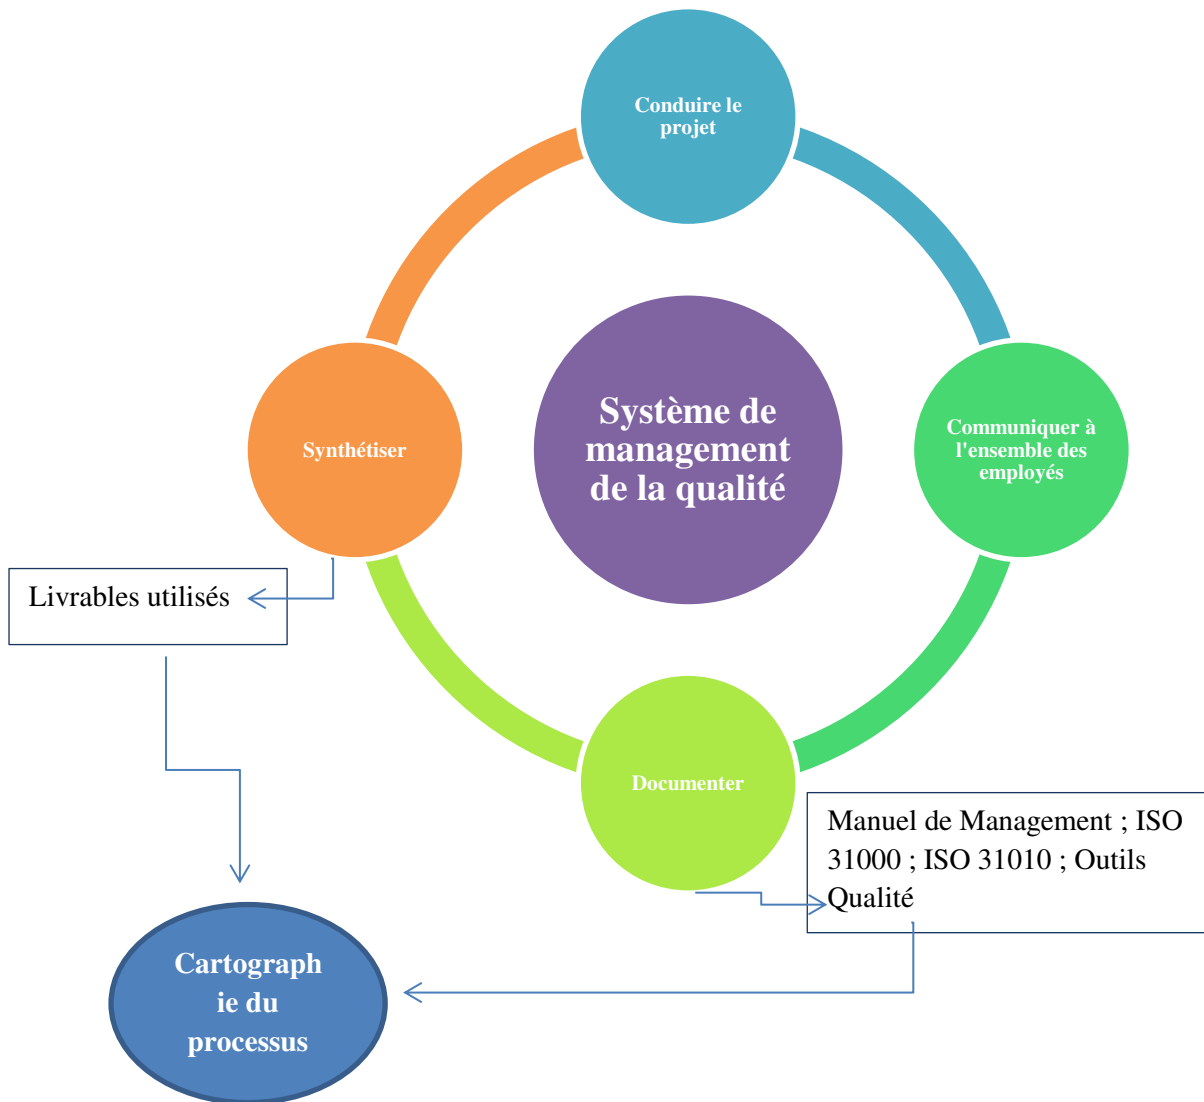 Conduire le
projet
Système de
management
de la qualité
Communiquer à
l'ensemble des
employés
Synthétiser
Livrables utilisés
Documenter
Manuel de Management ; ISO
31000 ; ISO 31010 ; Outils
Qualité
Cartograph
ie du
processus